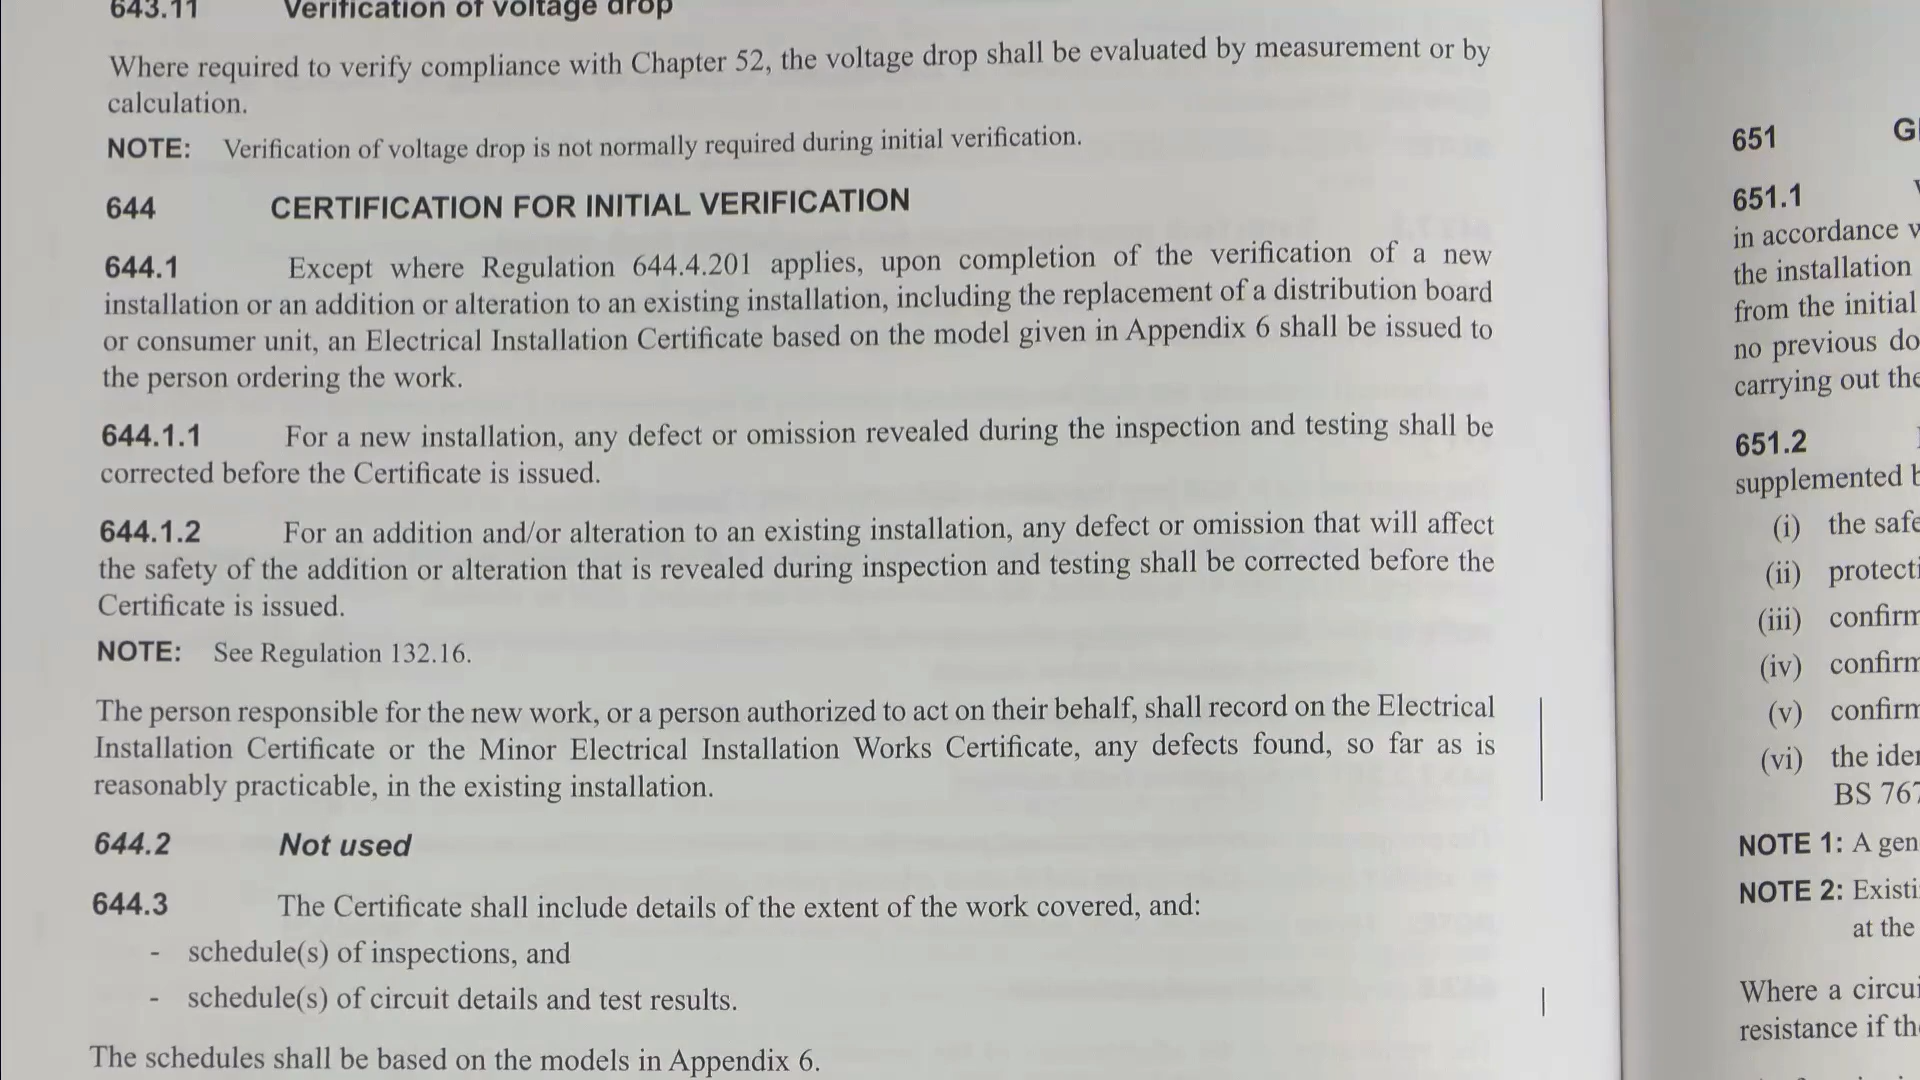 643.11 Verification of voltage drop
Where required to verify compliance with Chapter 52, the voltage drop shall be evaluated by measurement or by
calculation.
NOTE: Verification of voltage drop is not normally required during initial verification.
644 CERTIFICATION FOR INITIAL VERIFICATION
644.1 Except where Regulation 644.4.201 applies, upon completion of the verification of a new
installation or an addition or alteration to an existing installation, including the replacement of a distribution board
or consumer unit, an Electrical Installation Certificate based on the model given in Appendix 6 shall be issued to
the person ordering the work.
644.1.1 For a new installation, any defect or omission revealed during the inspection and testing shall be
corrected before the Certificate is issued.
644.1.2 For an addition and/or alteration to an existing installation, any defect or omission that will affect
the safety of the addition or alteration that is revealed during inspection and testing shall be corrected before the
Certificate is issued.
NOTE: See Regulation 132.16.
The person responsible for the new work, or a person authorized to act on their behalf, shall record on the Electrical
Installation Certificate or the Minor Electrical Installation Works Certificate, any defects found, so far as is
reasonably practicable, in the existing installation.
644.2 Not used
644.3 The Certificate shall include details of the extent of the work covered, and:
- schedule(s) of inspections, and
- schedule(s) of circuit details and test results.
The schedules shall be based on the models in Appendix 6.
651
651.1
in accordance
the installation
from the initial
no previous
carrying out the
651.2
supplemented
(i) the
(ii)
(iii)
(iv)
(v)
(vi) the
BS
NOTE 1: A
NOTE 2:
at the
Where a
resistance if